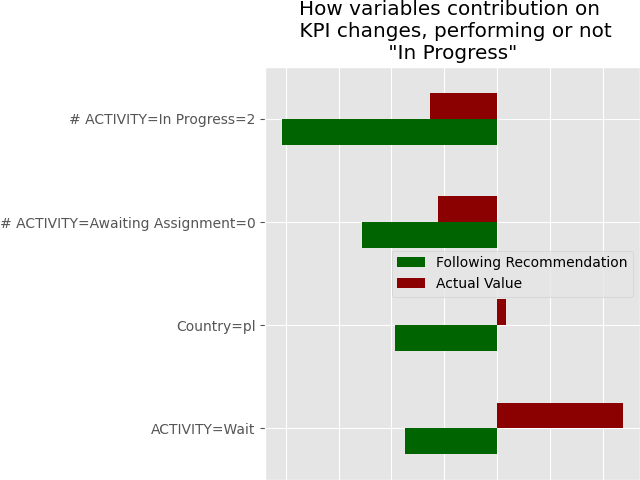 How variables contribution on
KPI changes, performing or not
"In Progress"
# ACTIVITY=In Progress=2
# ACTIVITY=Awaiting Assignment=0
Following Recommendation
Actual Value
Country=pl
ACTIVITY=Wait